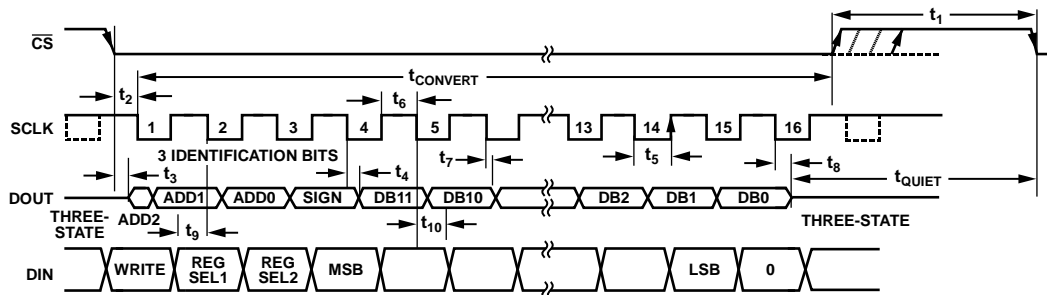 t1
CS
tCONVERT
t2
t6
SCLK
1 2 3 4 5 13 14 15 16
3 IDENTIFICATION BITS
t3 t4 t7 t5 t8
tQUIET
DOUT
ADD1 ADD0 SIGN DB11 DB10 DB2 DB1 DB0
THREE-STATE
ADD2
t9 t10
THREE-STATE
DIN
WRITE REG SEL1 REG SEL2 MSB LSB 0